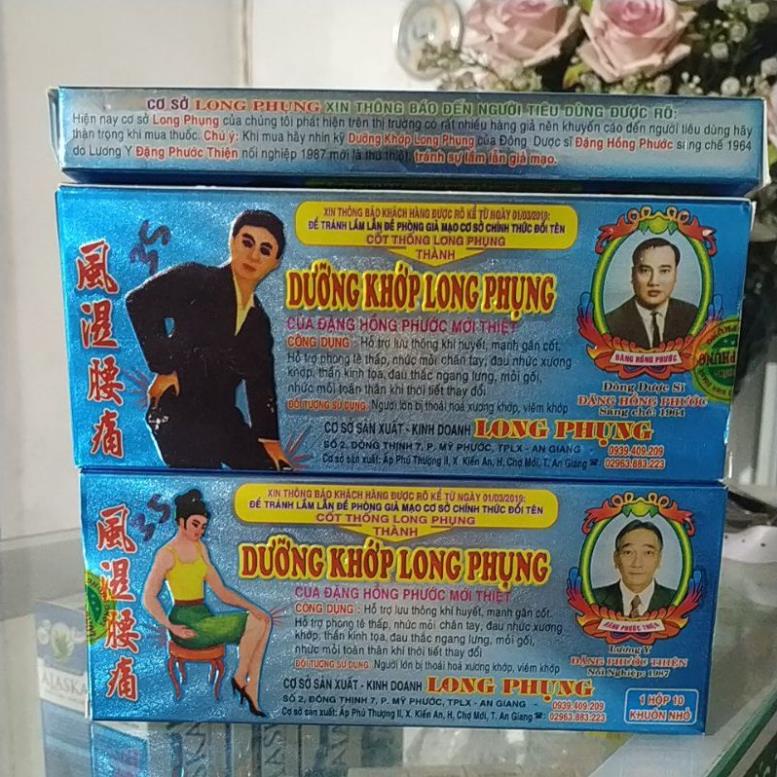 CƠ SỞ LONG PHỤNG XIN THÔNG BÁO ĐẾN NGƯỜI TIÊU DÙNG ĐƯỢC RÕ:
Hiện nay cơ sở Long Phụng của chúng tôi phát hiện trên thị trường có rất nhiều hàng giả nên khuyến cáo đến người tiêu dùng hãy
thận trọng khi mua thuốc. Chú ý: Khi mua hãy nhìn kỹ Dưỡng Khớp Long Phụng của Đông Dược sĩ Đặng Hồng Phước sáng chế 1964
do Lương Y Đặng Phước Thiện nối nghiệp 1987 mới là thứ thiệt, tránh sự lầm lẫn giả mạo.
風濕腰痛
35
XIN THÔNG BÁO KHÁCH HÀNG ĐƯỢC RÕ KỂ TỪ NGÀY 01/03/2019:
ĐỂ TRÁNH LẦM LẪN ĐỀ PHÒNG GIẢ MẠO CƠ SỞ CHÍNH THỨC ĐỔI TÊN
CỐT THỐNG LONG PHỤNG
THÀNH
DƯỠNG KHỚP LONG PHỤNG
CỦA ĐẶNG HỒNG PHƯỚC MỚI THIỆT
CÔNG DỤNG : Hỗ trợ lưu thông khí huyết, mạnh gân cốt.
Hỗ trợ phong tê thấp, nhức mỏi chân tay, đau nhức xương
khớp, thần kinh tọa, đau thắc ngang lưng, mỏi gối,
nhức mỏi toàn thân khi thời tiết thay đổi
ĐỐI TƯỢNG SỬ DỤNG: Người lớn bị thoái hoá xương khớp, viêm khớp
CƠ SỞ SẢN XUẤT - KINH DOANH LONG PHỤNG
SỐ 2, ĐÔNG THỊNH 7, P. MỸ PHƯỚC, TPLX - AN GIANG - 0939.409.209
Cơ sở sản xuất: Ấp Phú Thượng II, X. Kiến An, H, Chợ Mới, T. An Giang ☎: 02963.883.223
ĐẶNG HỒNG PHƯỚC
Đông Dược Sĩ
ĐẶNG HỒNG PHƯỚC
Sáng chế: 1964
風濕腰痛
35
XIN THÔNG BÁO KHÁCH HÀNG ĐƯỢC RÕ KỂ TỪ NGÀY 01/03/2019:
ĐỂ TRÁNH LẦM LẪN ĐỀ PHÒNG GIẢ MẠO CƠ SỞ CHÍNH THỨC ĐỔI TÊN
CỐT THỐNG LONG PHỤNG
THÀNH
DƯỠNG KHỚP LONG PHỤNG
CỦA ĐẶNG HỒNG PHƯỚC MỚI THIỆT
CÔNG DỤNG : Hỗ trợ lưu thông khí huyết, mạnh gân cốt.
Hỗ trợ phong tê thấp, nhức mỏi chân tay, đau nhức xương
khớp, thần kinh tọa, đau thắc ngang lưng, mỏi gối,
nhức mỏi toàn thân khi thời tiết thay đổi
ĐỐI TƯỢNG SỬ DỤNG: Người lớn bị thoái hoá xương khớp, viêm khớp
CƠ SỞ SẢN XUẤT - KINH DOANH LONG PHỤNG
SỐ 2, ĐÔNG THỊNH 7, P. MỸ PHƯỚC, TPLX - AN GIANG - 0939.409.209
Cơ sở sản xuất: Ấp Phú Thượng II, X. Kiến An, H, Chợ Mới, T. An Giang ☎: 02963.883.223
ĐẶNG PHƯỚC THIỆN
Lương Y
ĐẶNG PHƯỚC THIỆN
Nối Nghiệp: 1987
1 HỘP 10
KHUÔN NHỎ